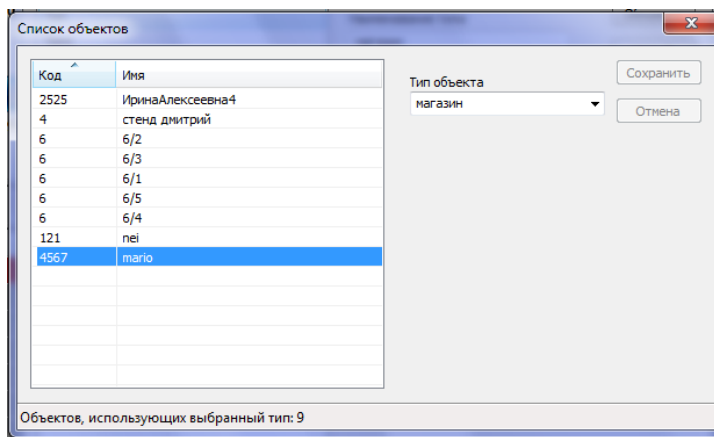 Список объектов
Код Имя
2525 ИринаАлексеевна4
4 стенд дмитрий
6 6/2
6 6/3
6 6/1
6 6/5
6 6/4
121 nei
4567 mario
Тип объекта
магазин
Сохранить
Отмена
Объектов, использующих выбранный тип: 9